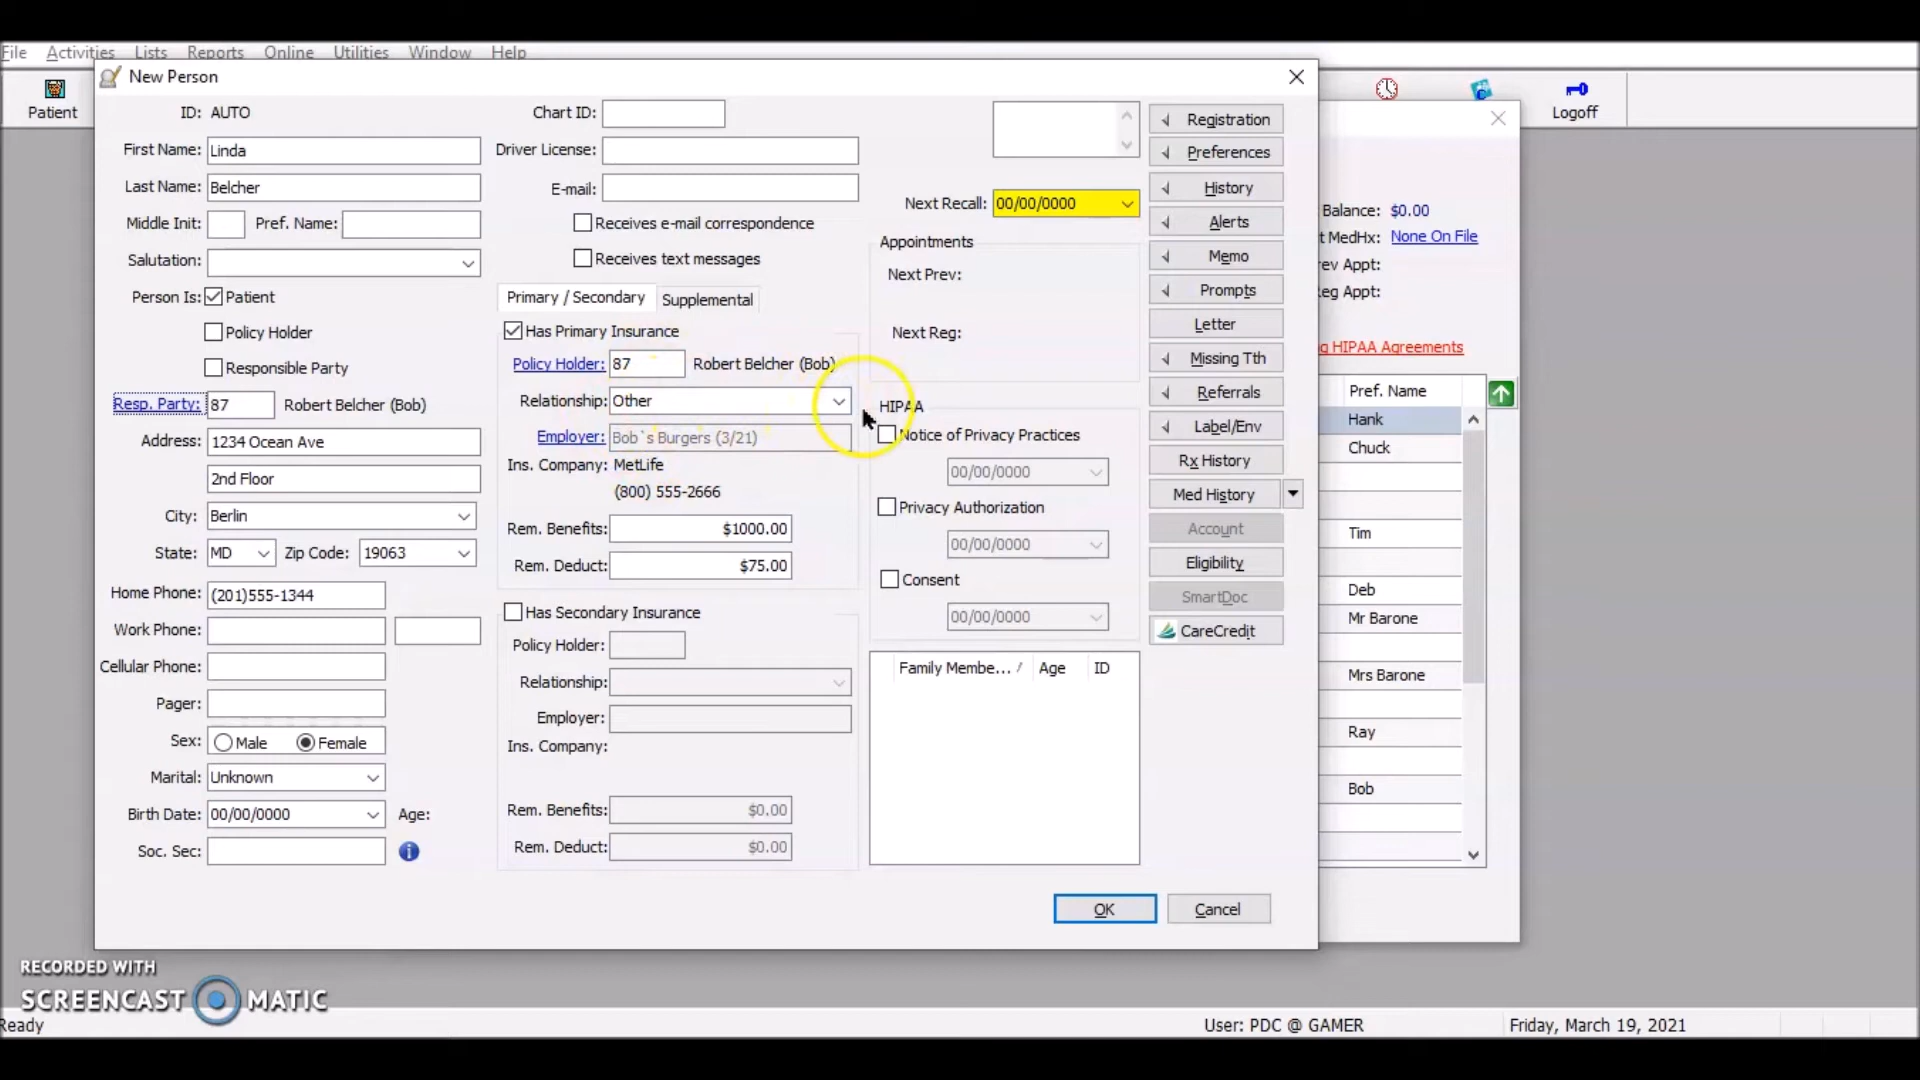 File Activities Lists Reports Online Utilities Window Help
New Person
Patient
Logoff
ID: AUTO
First Name: Linda
Last Name: Belcher
Middle Init: Pref. Name:
Salutation:
Person Is: Patient
Policy Holder
Responsible Party
Resp. Party: 87 Robert Belcher (Bob)
Address: 1234 Ocean Ave
2nd Floor
City: Berlin
State: MD Zip Code: 19063
Home Phone: (201)555-1344
Work Phone:
Cellular Phone:
Pager:
Sex: Male Female
Marital: Unknown
Birth Date: 00/00/0000 Age:
Soc. Sec:
Chart ID:
Driver License:
E-mail:
Receives e-mail correspondence
Receives text messages
Primary / Secondary Supplemental
Has Primary Insurance
Policy Holder: 87 Robert Belcher (Bob)
Relationship: Other
Employer: Bob`s Burgers (3/21)
Ins. Company: MetLife
(800) 555-2666
Rem. Benefits: $1000.00
Rem. Deduct: $75.00
Has Secondary Insurance
Policy Holder:
Relationship:
Employer:
Ins. Company:
Rem. Benefits: $0.00
Rem. Deduct: $0.00
Next Recall: 00/00/0000
Appointments
Next Prev:
Next Reg:
HIPAA
Notice of Privacy Practices
00/00/0000
Privacy Authorization
00/00/0000
Consent
00/00/0000
Family Membe... / Age ID
Registration
Preferences
History
Alerts
Memo
Prompts
Letter
Missing Tth
Referrals
Label/Env
Rx History
Med History
Account
Eligibility
SmartDoc
CareCredit
OK Cancel
Balance: $0.00
t MedHx: None On File
rev Appt:
Reg Appt:
g HIPAA Agreements
Pref. Name
Hank
Chuck
Tim
Deb
Mr Barone
Mrs Barone
Ray
Bob
RECORDED WITH
SCREENCAST MATIC
Ready User: PDC @ GAMER Friday, March 19, 2021